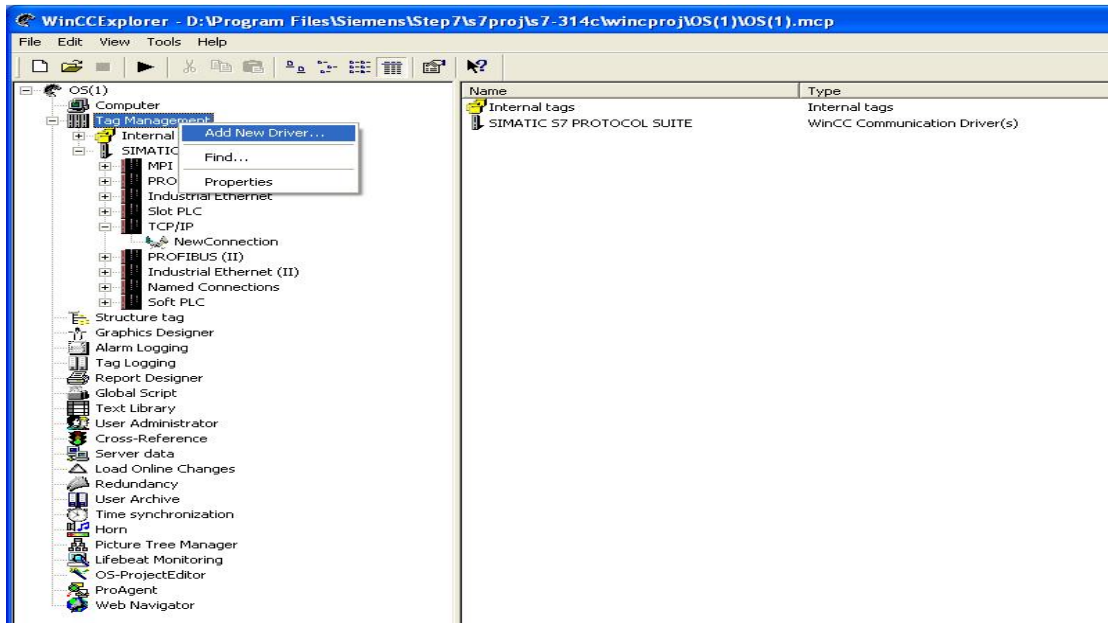 WinCCExplorer - D:\Program Files\Siemens\Step7\s7proj\s7-314c\wincproj\OS(1)\OS(1).mcp
File Edit View Tools Help
OS(1)
Computer
Tag Management
Internal
SIMATIC
MPI
PRO
Industrial Ethernet
Slot PLC
TCP/IP
NewConnection
PROFIBUS (II)
Industrial Ethernet (II)
Named Connections
Soft PLC
Structure tag
Graphics Designer
Alarm Logging
Tag Logging
Report Designer
Global Script
Text Library
User Administrator
Cross-Reference
Server data
Load Online Changes
Redundancy
User Archive
Time synchronization
Horn
Picture Tree Manager
Lifebeat Monitoring
OS-ProjectEditor
ProAgent
Web Navigator
Add New Driver...
Find...
Properties
Name Type
Internal tags Internal tags
SIMATIC S7 PROTOCOL SUITE WinCC Communication Driver(s)